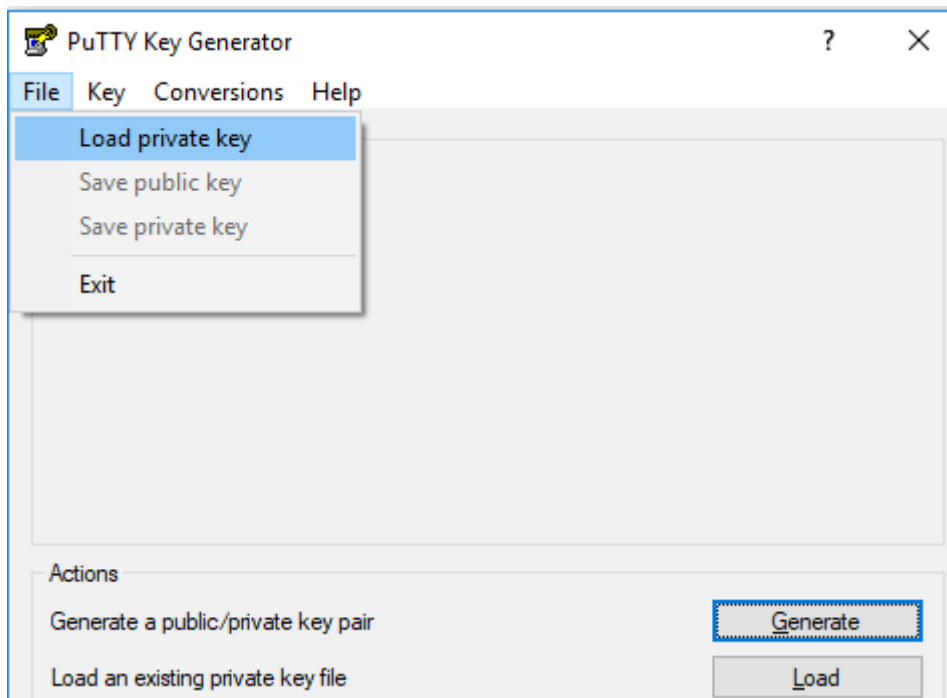 PuTTY Key Generator
?
File Key Conversions Help
Load private key
Save public key
Save private key
Exit
Actions
Generate a public/private key pair
Generate
Load an existing private key file
Load